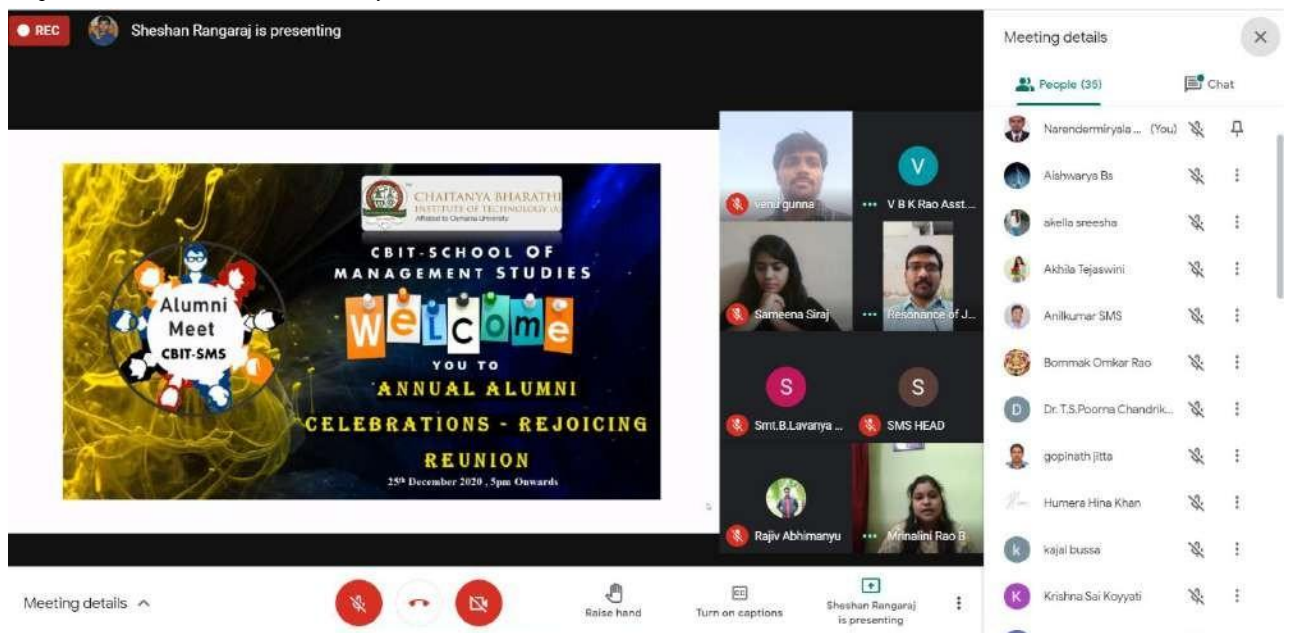 REC
Sheshan Rangaraj is presenting
CHAITANYA BHARATHI
INSTITUTE OF TECHNOLOGY (A)
Affiliated to Osmania University
CBIT-SCHOOL OF
MANAGEMENT STUDIES
Alumni
Meet
CBIT-SMS
Welcome
YOU TO
ANNUAL ALUMNI
CELEBRATIONS - REJOICING
REUNION
25th December 2020 , 5pm Onwards
venu gunna
V
V B K Rao Asst....
Sameena Siraj
Resonance of J...
S
Smt.B.Lavanya ...
S
SMS HEAD
Rajiv Abhimanyu
Mrinalini Rao B
Meeting details
People (35)
Chat
Narendermiryala ... (You)
Aishwarya Bs
akella sreesha
Akhila Tejaswini
Anilkumar SMS
Bommak Omkar Rao
D
Dr. T.S.Poorna Chandrik...
gopinath jitta
Humera Hina Khan
k
kajal bussa
K
Krishna Sai Koyyati
Meeting details
Raise hand
CC
Turn on captions
Sheshan Rangaraj
is presenting